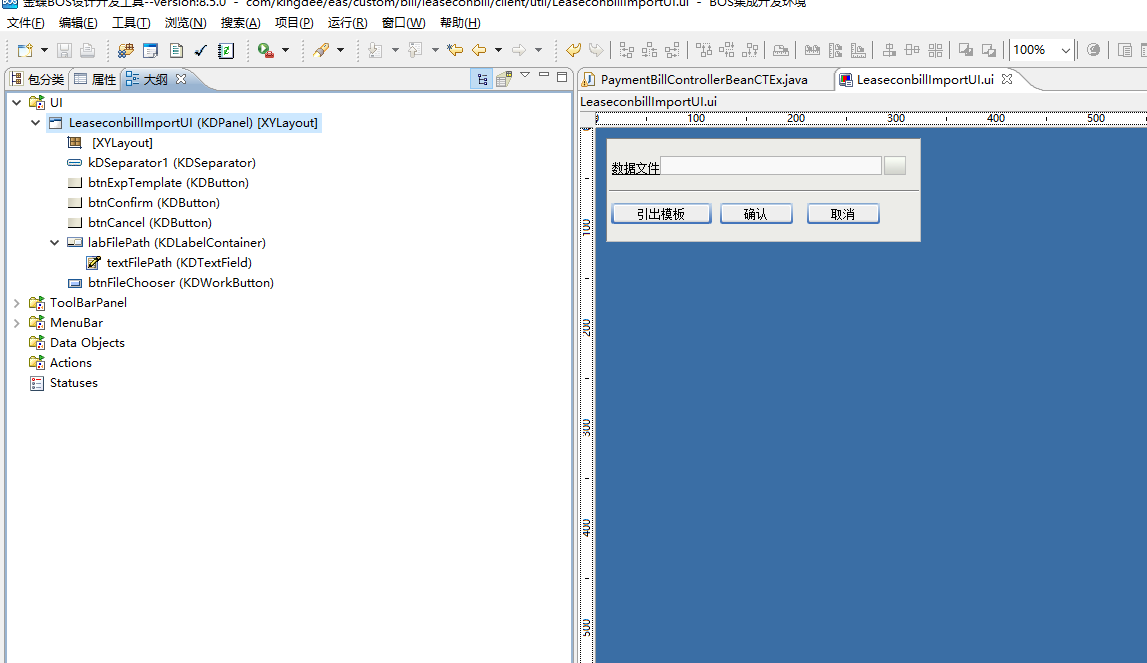 金蝶BOS设计开发工具--version:8.5.0 - com/kingdee/eas/custom/bill/leaseconbill/client/util/LeaseconbillImportUI.ui - BOS集成开发环境
文件(F) 编辑(E) 工具(T) 浏览(N) 搜索(A) 项目(P) 运行(R) 窗口(W) 帮助(H)
100%
包分类 属性 大纲
PaymentBillControllerBeanCTEx.java LeaseconbillImportUI.ui
LeaseconbillImportUI.ui
UI
LeaseconbillImportUI (KDPanel) [XYLayout]
[XYLayout]
kDSeparator1 (KDSeparator)
btnExpTemplate (KDButton)
btnConfirm (KDButton)
btnCancel (KDButton)
labFilePath (KDLabelContainer)
textFilePath (KDTextField)
btnFileChooser (KDWorkButton)
ToolBarPanel
MenuBar
Data Objects
Actions
Statuses
0 100 200 300 400 500
0
100
200
300
400
500
数据文件
引出模板 确认 取消